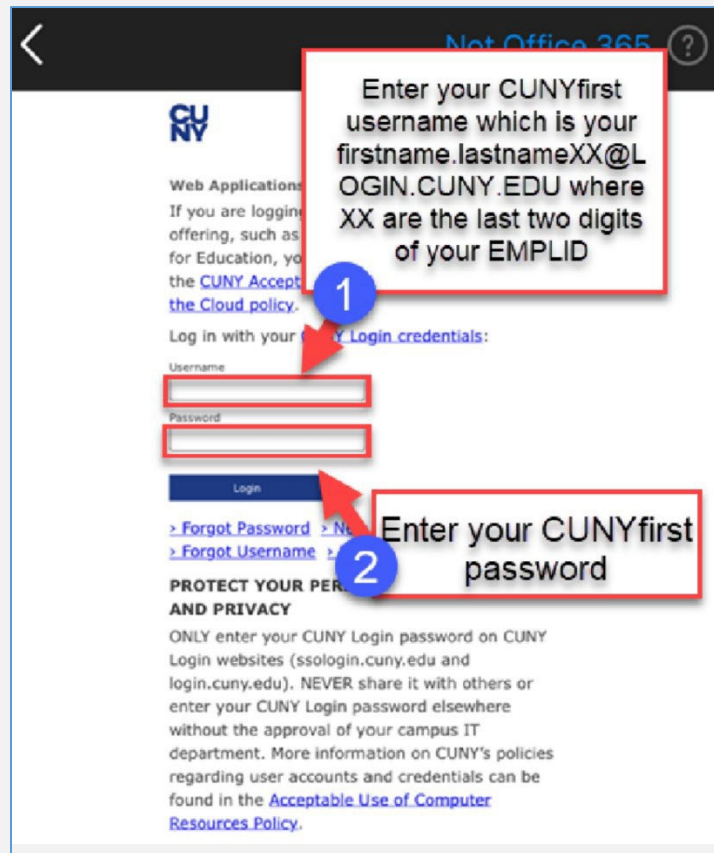 Not Office 365 ?
Enter your CUNYfirst
username which is your
firstname.lastnameXX@L
OGIN.CUNY.EDU where
XX are the last two digits
of your EMPLID
CU
NY
Web Applications
If you are loggin
offering, such as
for Education, yo
the CUNY Accept
the Cloud policy.
1
Log in with your CUNY Login credentials:
Username
Password
Login
> Forgot Password > Ne
> Forgot Username >
2
Enter your CUNYfirst
password
PROTECT YOUR PER
AND PRIVACY
ONLY enter your CUNY Login password on CUNY
Login websites (ssologin.cuny.edu and
login.cuny.edu). NEVER share it with others or
enter your CUNY Login password elsewhere
without the approval of your campus IT
department. More information on CUNY's policies
regarding user accounts and credentials can be
found in the Acceptable Use of Computer
Resources Policy.